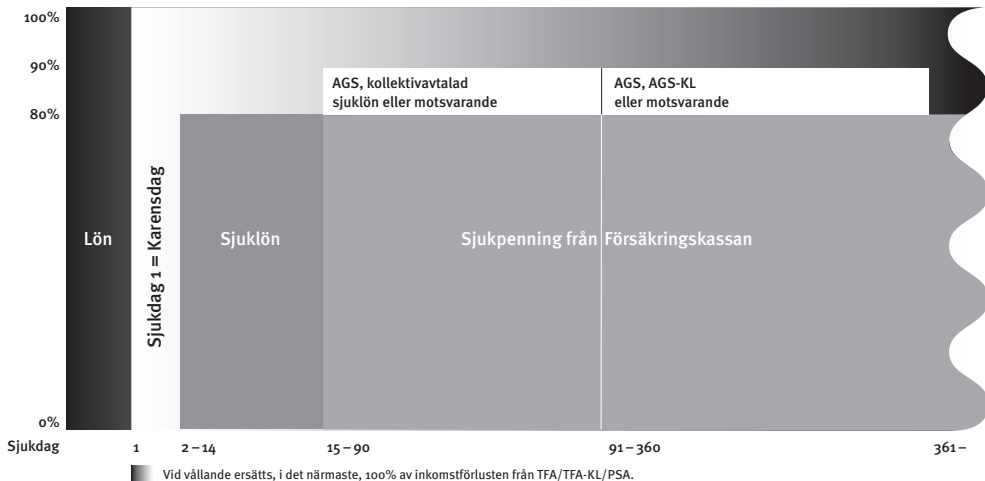 100%
90%
AGS, kollektivavtalad
sjuklön eller motsvarande
AGS, AGS-KL
eller motsvarande
80%
Lön
Sjukdag 1 = Karensdag
Sjuklön
Sjukpenning från Försäkringskassan
0%
Sjukdag 1 2–14 15–90 91–360 361–
Vid vållande ersätts, i det närmaste, 100% av inkomstförlusten från TFA/TFA-KL/PSA.